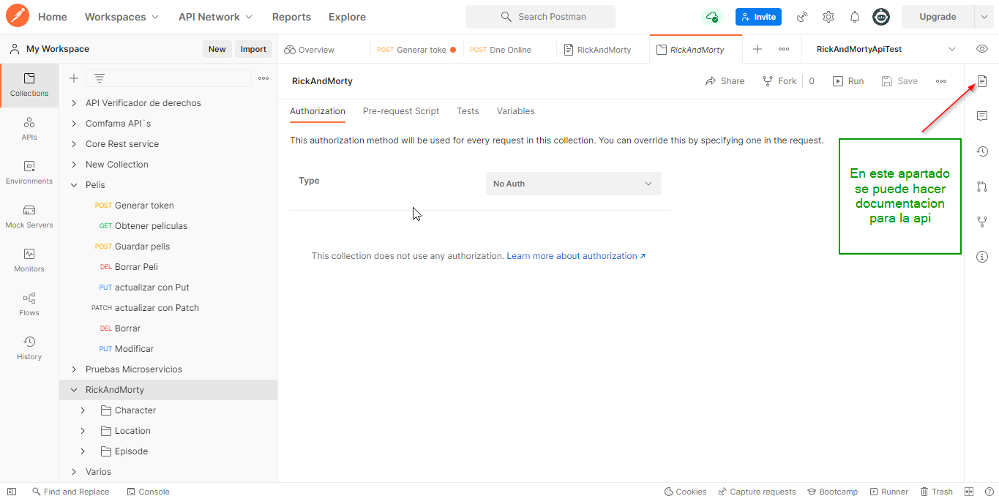 Home Workspaces API Network Reports Explore Search Postman Invite Upgrade
My Workspace New Import Overview POST Generar toke POST Dne Online RickAndMorty RickAndMorty RickAndMortyApiTest
RickAndMorty Share Fork 0 Run Save
Authorization Pre-request Script Tests Variables
This authorization method will be used for every request in this collection. You can override this by specifying one in the request.
Type No Auth
This collection does not use any authorization. Learn more about authorization
En este apartado
se puede hacer
documentacion
para la api
Collections
APIs
Environments
Mock Servers
Monitors
Flows
History
API Verificador de derechos
Comfama API`s
Core Rest service
New Collection
Pelis
POST Generar token
GET Obtener peliculas
POST Guardar pelis
DEL Borrar Peli
PUT actualizar con Put
PATCH actualizar con Patch
DEL Borrar
PUT Modificar
Pruebas Microservicios
RickAndMorty
Character
Location
Episode
Varios
Find and Replace Console Cookies Capture requests Bootcamp Runner Trash